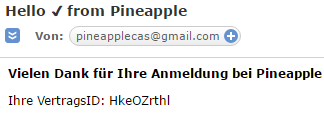 Hello ✔ from Pineapple
Von: pineapplecas@gmail.com
Vielen Dank für Ihre Anmeldung bei Pineapple
Ihre VertragsID: HkeOZrthl